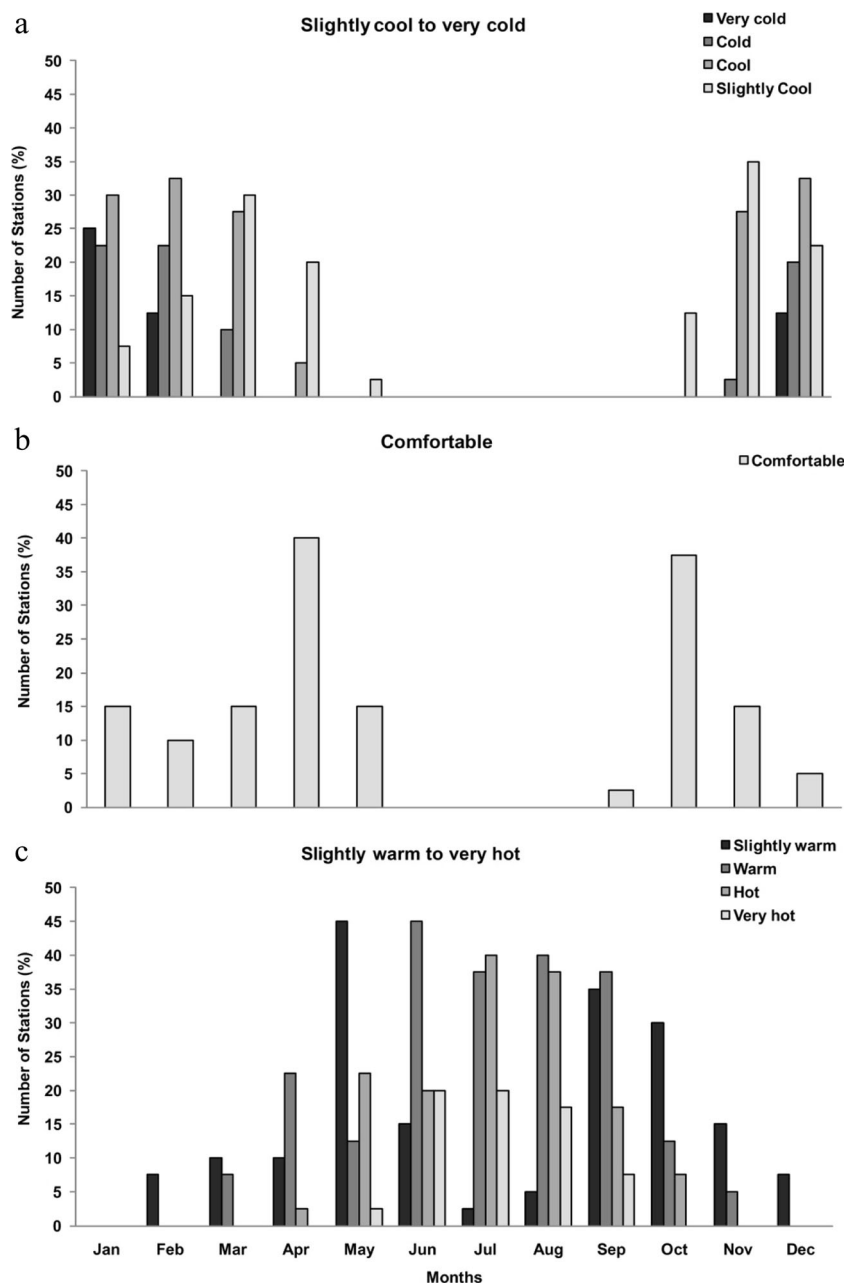 a
Slightly cool to very cold
Very cold
Cold
Cool
Slightly Cool
Number of Stations (%)
50
45
40
35
30
25
20
15
10
5
0
b
Comfortable
Comfortable
Number of Stations (%)
50
45
40
35
30
25
20
15
10
5
0
c
Slightly warm to very hot
Slightly warm
Warm
Hot
Very hot
Number of Stations (%)
50
45
40
35
30
25
20
15
10
5
0
Jan Feb Mar Apr May Jun Jul Aug Sep Oct Nov Dec
Months